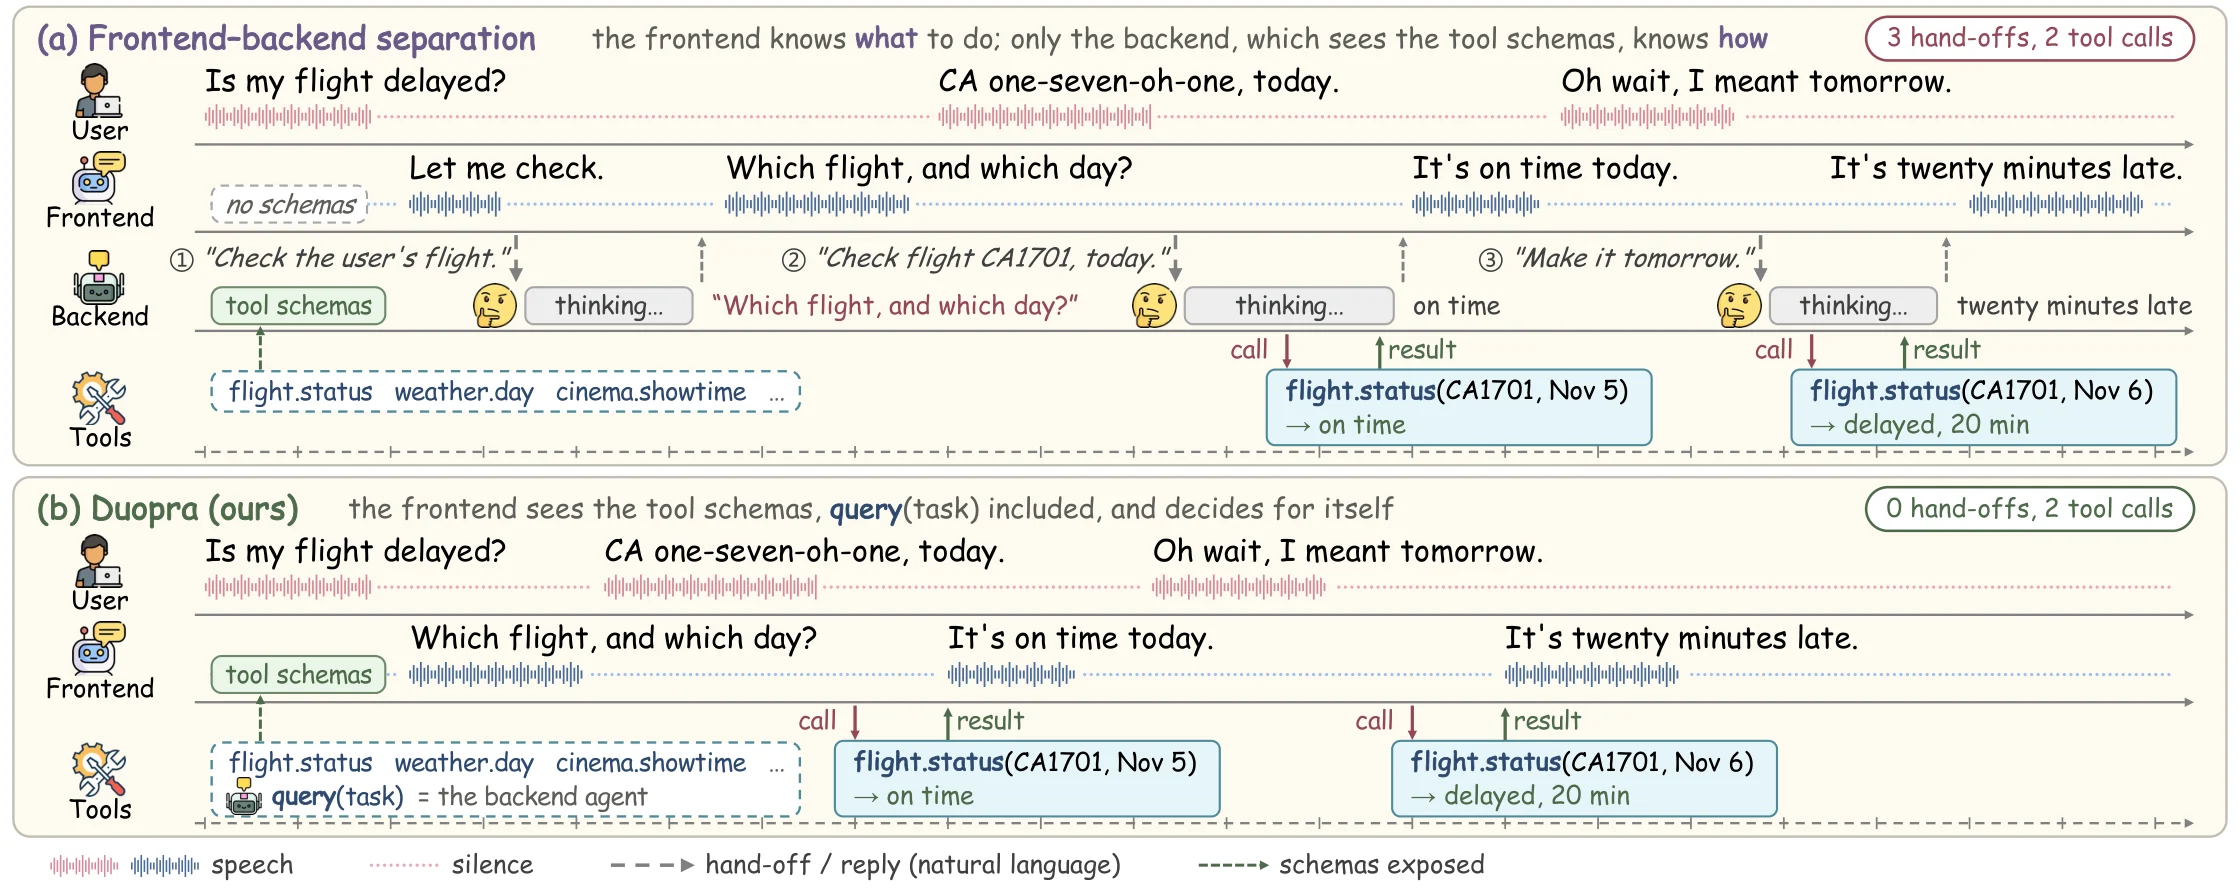 (a) Frontend–backend separation the frontend knows what to do; only the backend, which sees the tool schemas, knows how 3 hand-offs, 2 tool calls
Is my flight delayed? CA one-seven-oh-one, today. Oh wait, I meant tomorrow.
User
Let me check. Which flight, and which day? It's on time today. It's twenty minutes late.
no schemas
Frontend
① "Check the user's flight." ② "Check flight CA1701, today." ③ "Make it tomorrow."
tool schemas thinking... “Which flight, and which day?” thinking... on time thinking... twenty minutes late
Backend
call result call result
flight.status weather.day cinema.showtime ... flight.status(CA1701, Nov 5) flight.status(CA1701, Nov 6)
→ on time → delayed, 20 min
Tools
(b) Duopra (ours) the frontend sees the tool schemas, query(task) included, and decides for itself 0 hand-offs, 2 tool calls
Is my flight delayed? CA one-seven-oh-one, today. Oh wait, I meant tomorrow.
User
Which flight, and which day? It's on time today. It's twenty minutes late.
tool schemas
Frontend
call result call result
flight.status weather.day cinema.showtime ... flight.status(CA1701, Nov 5) flight.status(CA1701, Nov 6)
query(task) = the backend agent → on time → delayed, 20 min
Tools
speech silence hand-off / reply (natural language) schemas exposed